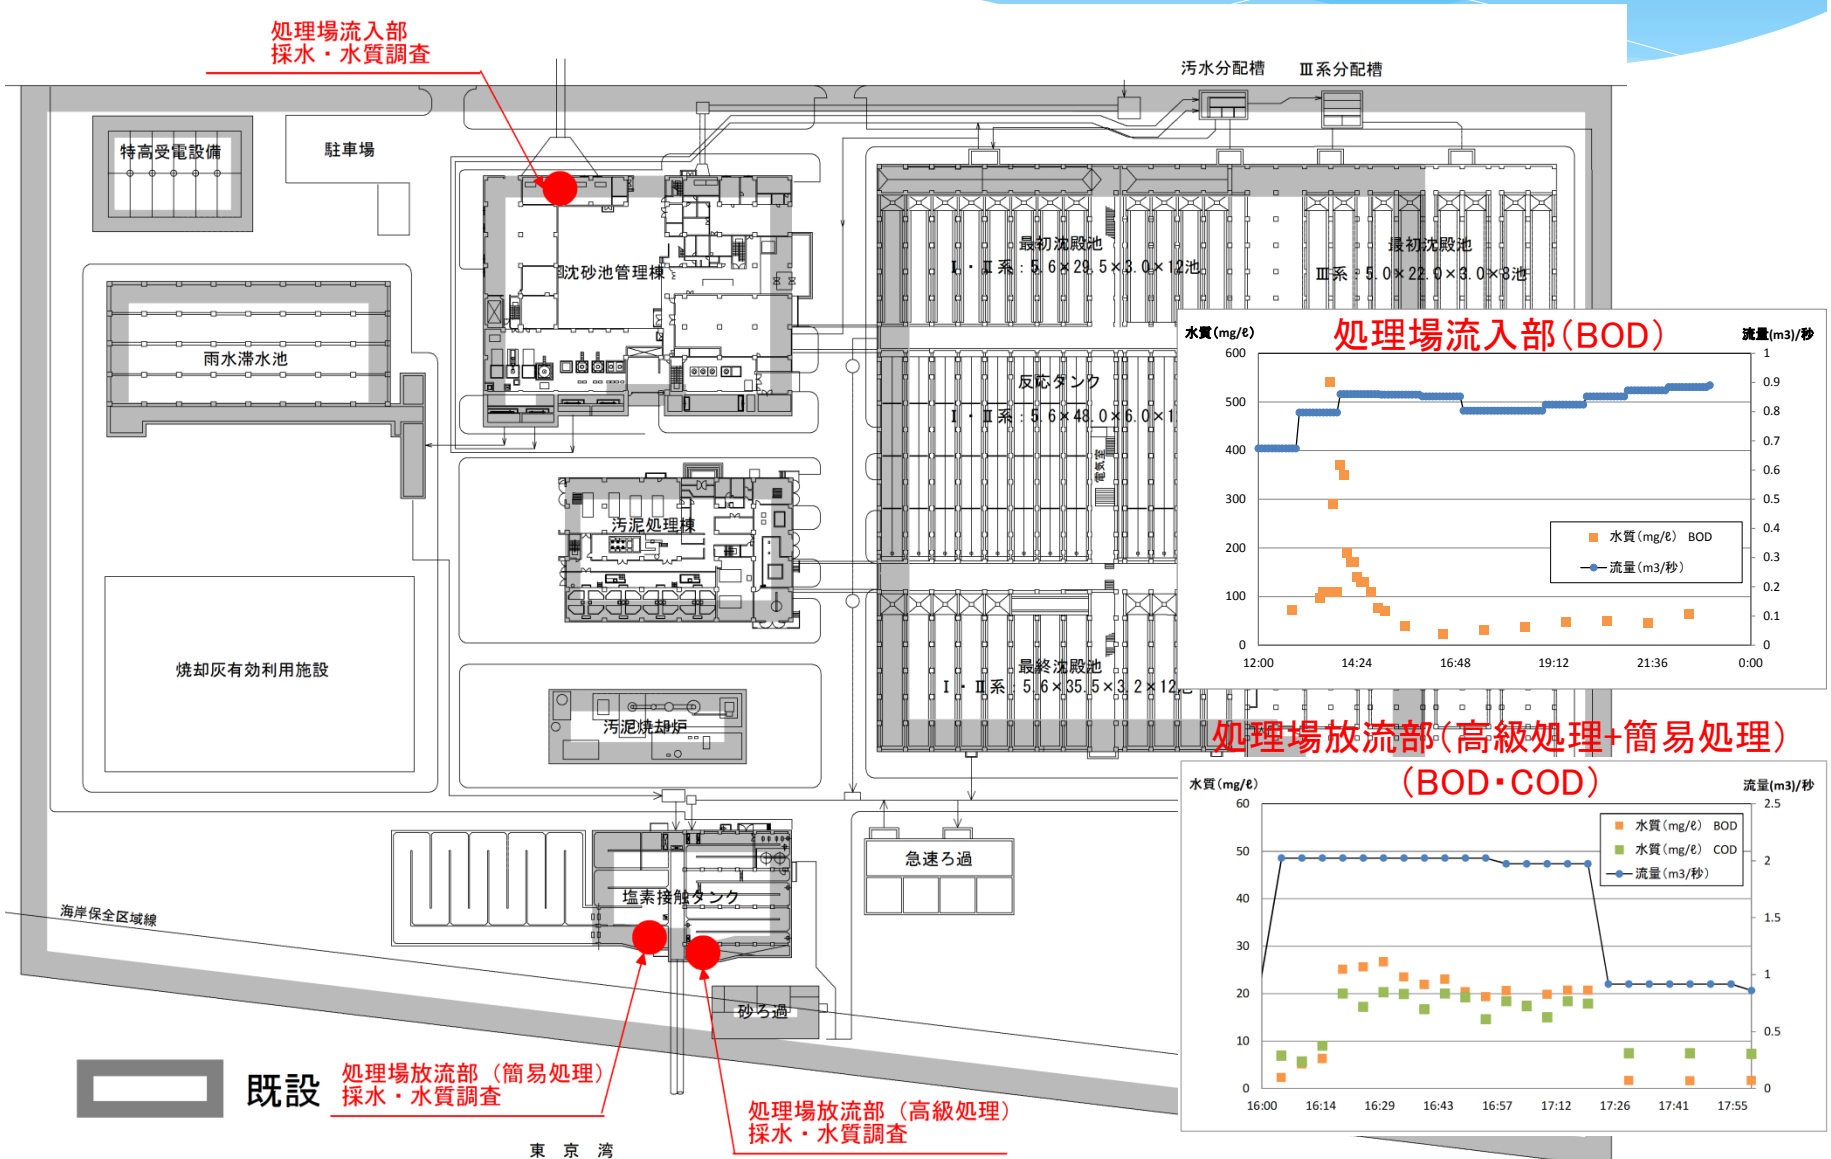 処理場流入部
採水・水質調査
汚水分配槽
Ⅲ系分配槽
特高受電設備
駐車場
沈砂池管理棟
最初沈殿池
Ⅰ・Ⅱ系：5.6×29.5×3.0×12池
最初沈殿池
Ⅲ系：5.0×22.0×3.0×8池
雨水滞水池
反応タンク
Ⅰ・Ⅱ系：5.6×48.0×6.0×1
電気室
汚泥処理棟
焼却灰有効利用施設
最終沈殿池
Ⅰ・Ⅱ系：5.6×35.5×3.2×12池
汚泥焼却炉
急速ろ過
塩素接触タンク
海岸保全区域線
砂ろ過
既設
処理場放流部（簡易処理）
採水・水質調査
処理場放流部（高級処理）
採水・水質調査
東京湾
処理場流入部(BOD)
水質(mg/ℓ)
流量(m3)/秒
600
500
400
300
200
100
0
1
0.9
0.8
0.7
0.6
0.5
0.4
0.3
0.2
0.1
0
水質(mg/ℓ) BOD
流量(m3/秒)
12:00 14:24 16:48 19:12 21:36 0:00
処理場放流部(高級処理+簡易処理)
(BOD・COD)
水質(mg/ℓ)
流量(m3)/秒
60
50
40
30
20
10
0
2.5
2
1.5
1
0.5
0
水質(mg/ℓ) BOD
水質(mg/ℓ) COD
流量(m3/秒)
16:00 16:14 16:29 16:43 16:57 17:12 17:26 17:41 17:55